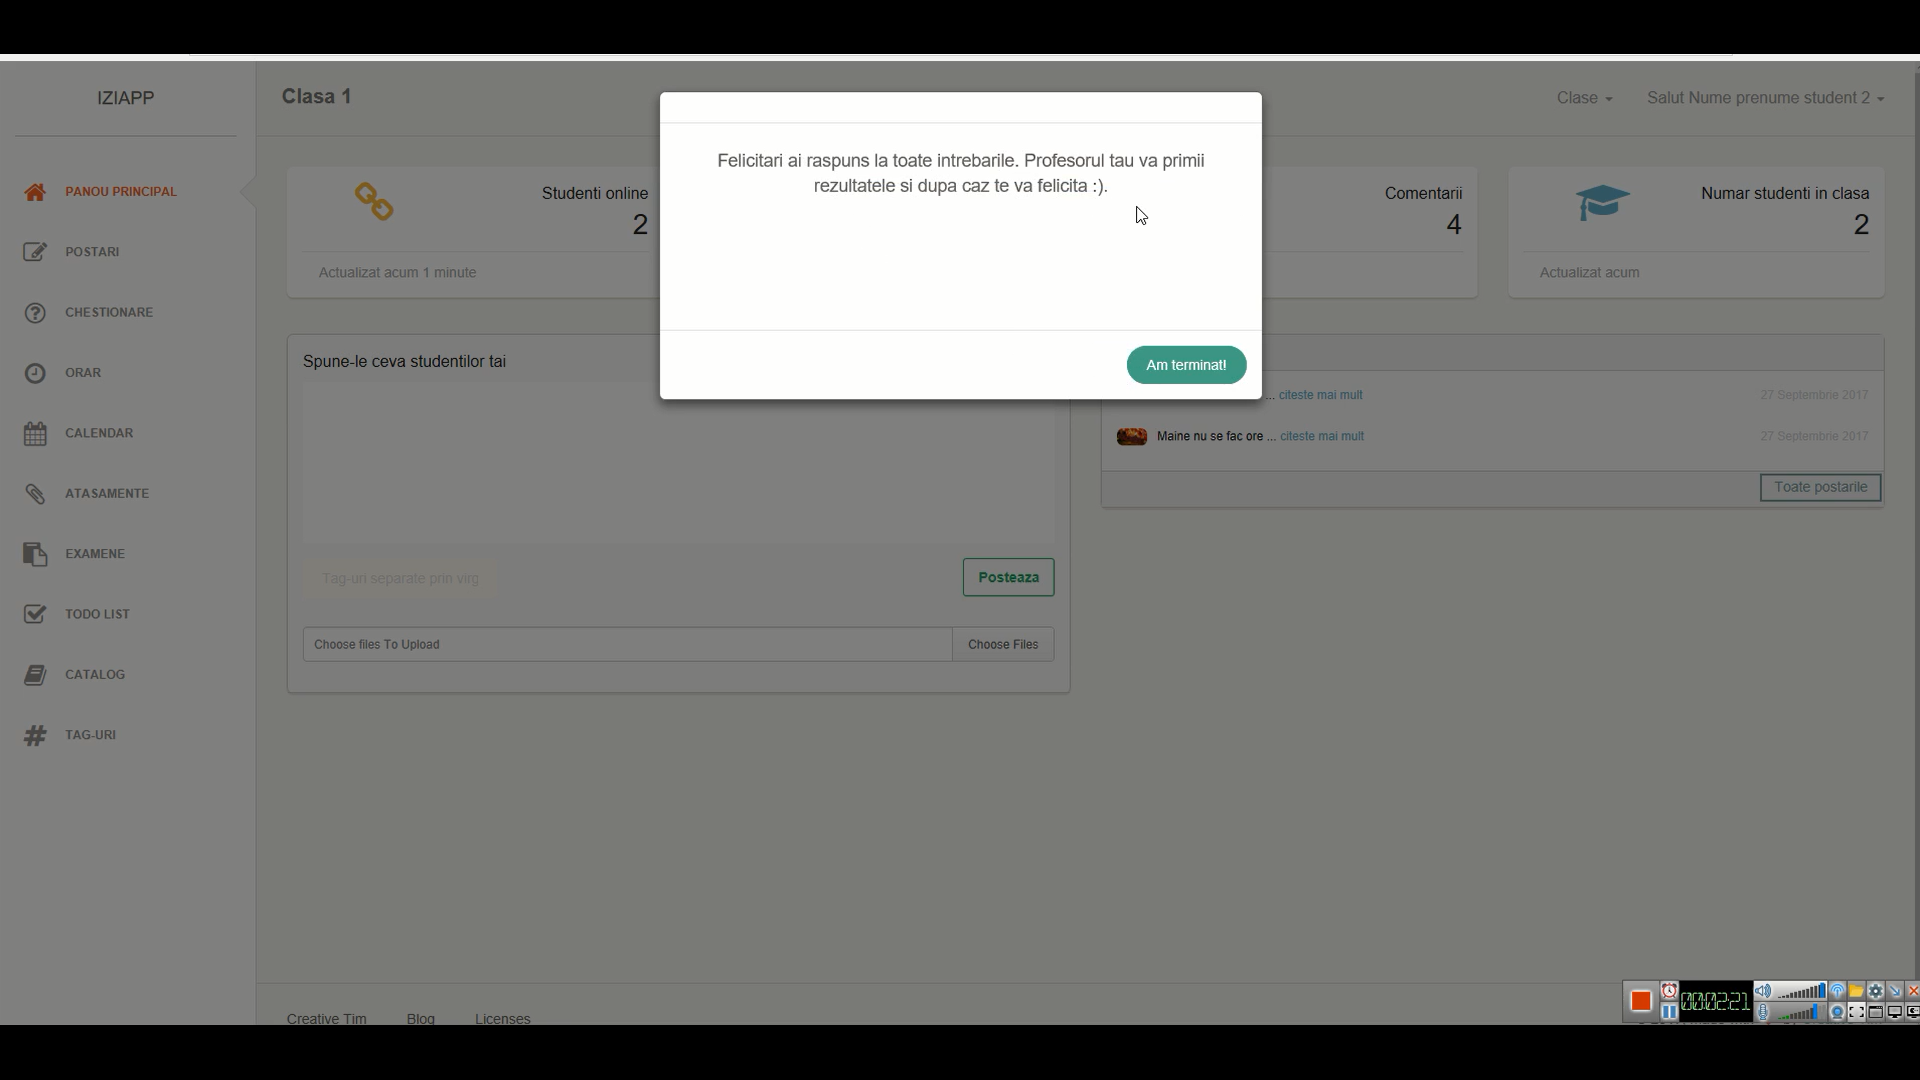 IZIAPP
Clasa 1
Clase
Salut Nume prenume student 2
PANOU PRINCIPAL
POSTARI
CHESTIONARE
ORAR
CALENDAR
ATASAMENTE
EXAMENE
TODO LIST
CATALOG
TAG-URI
Felicitari ai raspuns la toate intrebarile. Profesorul tau va primii
rezultatele si dupa caz te va felicita :).
Am terminat!
Studenti online
2
Actualizat acum 1 minute
Comentarii
4
Numar studenti in clasa
2
Actualizat acum
Spune-le ceva studentilor tai
Tag-uri separate prin virg
Posteaza
Choose files To Upload
Choose Files
... citeste mai mult
27 Septembrie 2017
Maine nu se fac ore ... citeste mai mult
27 Septembrie 2017
Toate postarile
Creative Tim
Blog
Licenses
00:02:21